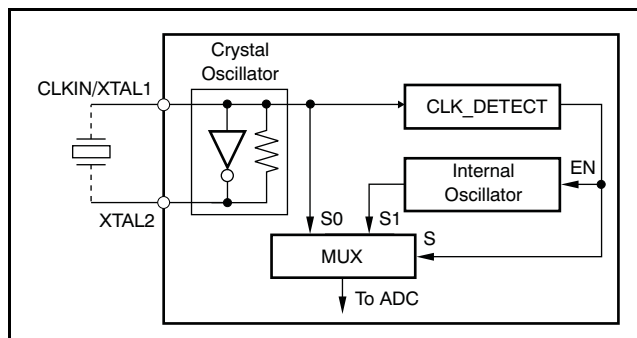 Crystal
Oscillator
CLKIN/XTAL1
CLK_DETECT
Internal
Oscillator
EN
XTAL2
S0
S1
S
MUX
To ADC